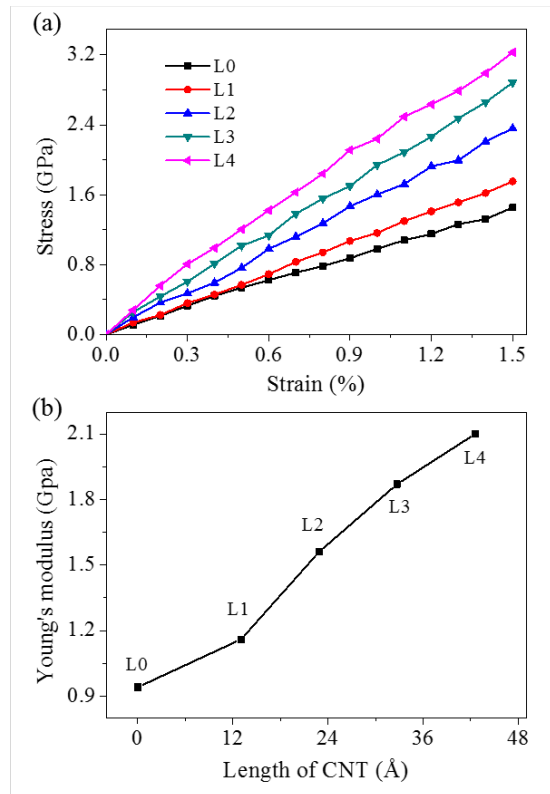 (a)
3.2
2.4
1.6
0.8
0.0
Stress (GPa)
L0
L1
L2
L3
L4
0.0 0.3 0.6 0.9 1.2 1.5
Strain (%)
(b)
2.1
1.8
1.5
1.2
0.9
Young's modulus (Gpa)
L0
L1
L2
L3
L4
0 12 24 36 48
Length of CNT (Å)